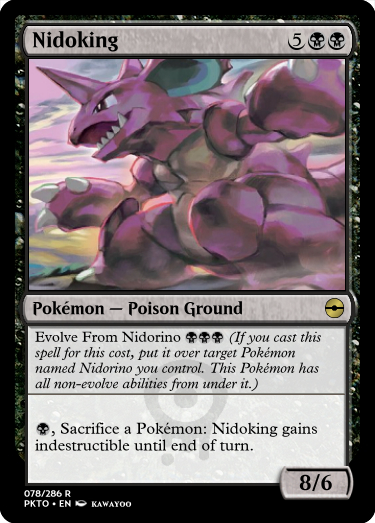 Nidoking 5
Pokémon — Poison Ground
Evolve From Nidorino (If you cast this
spell for this cost, put it over target Pokémon
named Nidorino you control. This Pokémon has
all non-evolve abilities from under it.)
, Sacrifice a Pokémon: Nidoking gains
indestructible until end of turn.
8/6
078/286 R
PKTO • EN KAWAYOO